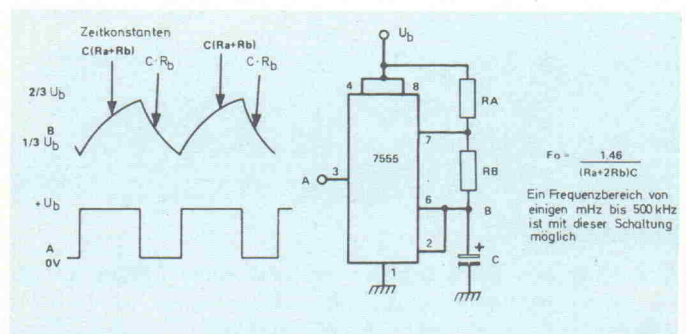 Zeitkonstanten
C(Ra+Rb)
C·Rb
C(Ra+Rb)
C·Rb
2/3 Ub
B
1/3 Ub
+Ub
A
0V
Ub
4
8
RA
7
7555
A
3
RB
6
B
2
+
C
1
Fo = 1.46
(Ra+2Rb)C
Ein Frequenzbereich von
einigen mHz bis 500 kHz
ist mit dieser Schaltung
möglich